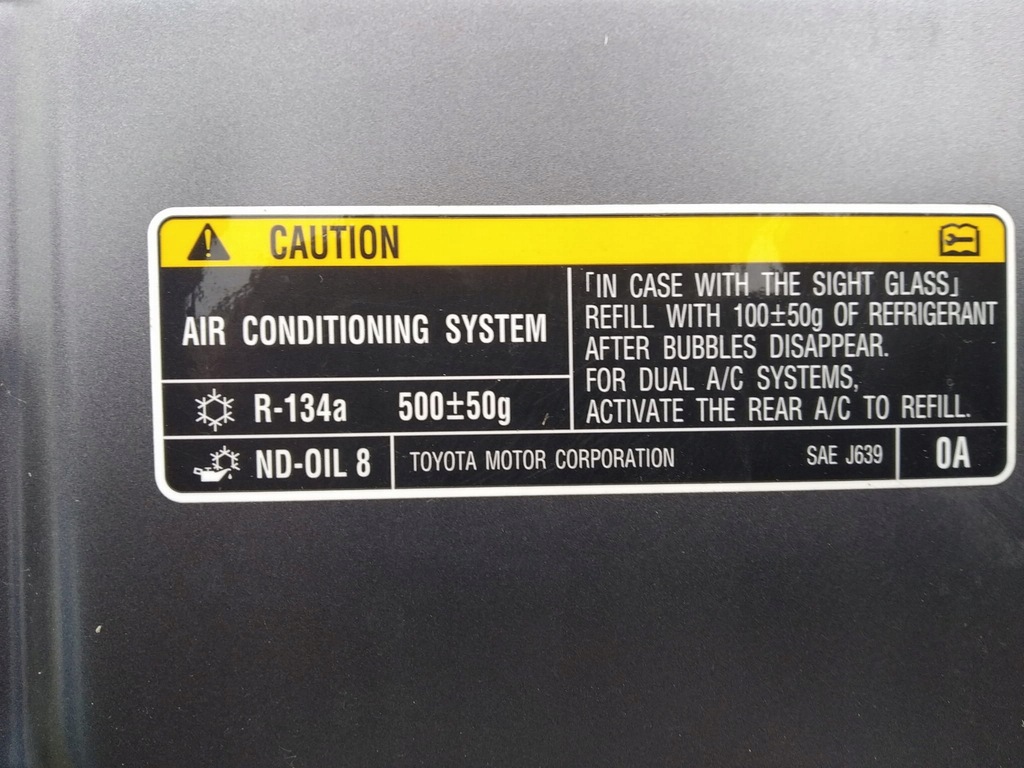 CAUTION
AIR CONDITIONING SYSTEM
「IN CASE WITH THE SIGHT GLASS」
REFILL WITH 100±50g OF REFRIGERANT
AFTER BUBBLES DISAPPEAR.
FOR DUAL A/C SYSTEMS,
ACTIVATE THE REAR A/C TO REFILL.
R-134a 500±50g
ND-OIL 8
TOYOTA MOTOR CORPORATION SAE J639
0A